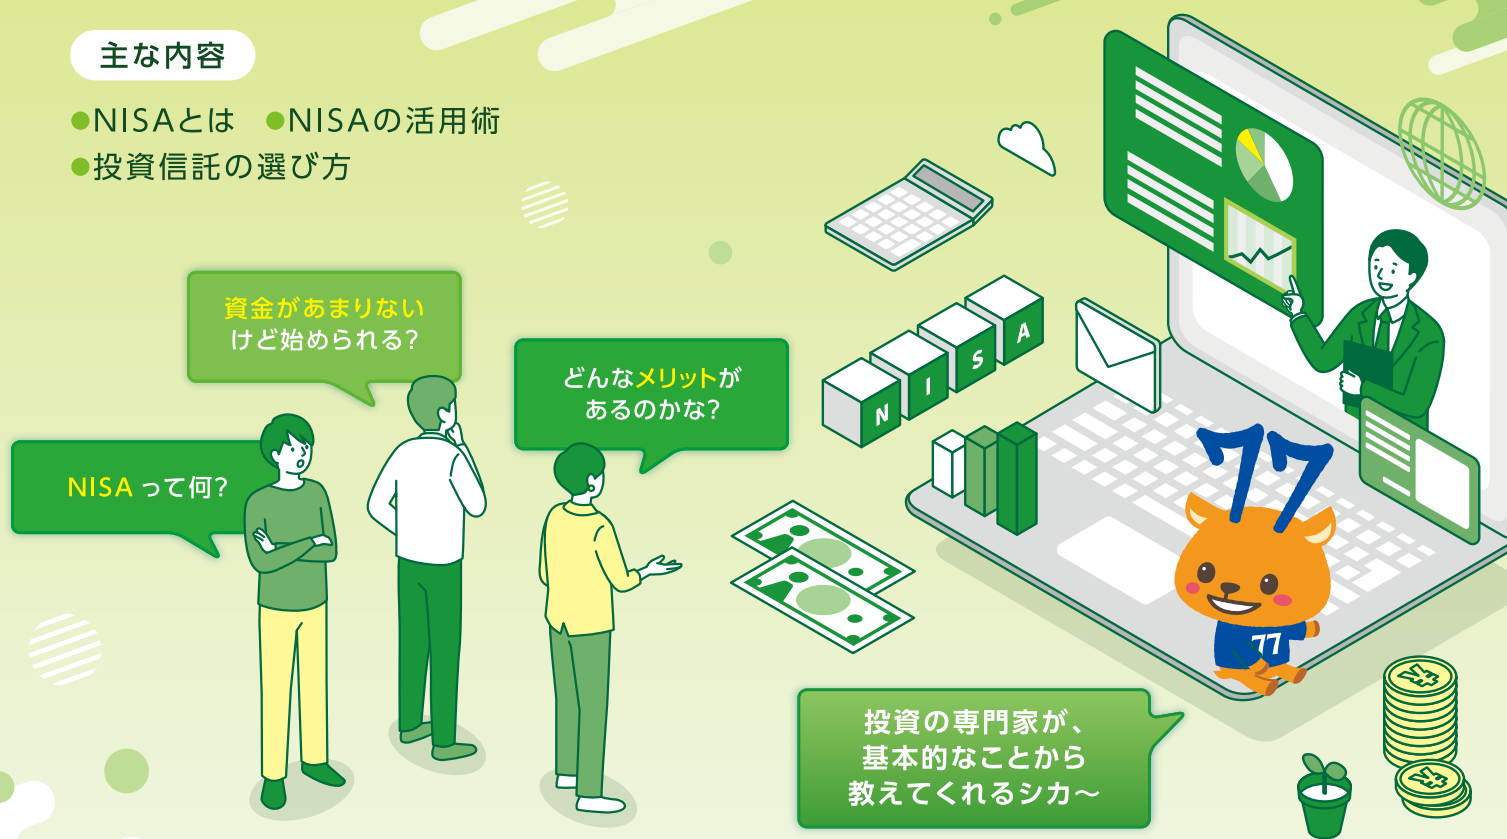 主な内容
●NISAとは ●NISAの活用術
●投資信託の選び方
資金があまりない
けど始められる?
どんなメリットが
あるのかな?
NISAって何?
N I S A
77
77
投資の専門家が、
基本的なことから
教えてくれるシカ〜
¥
¥